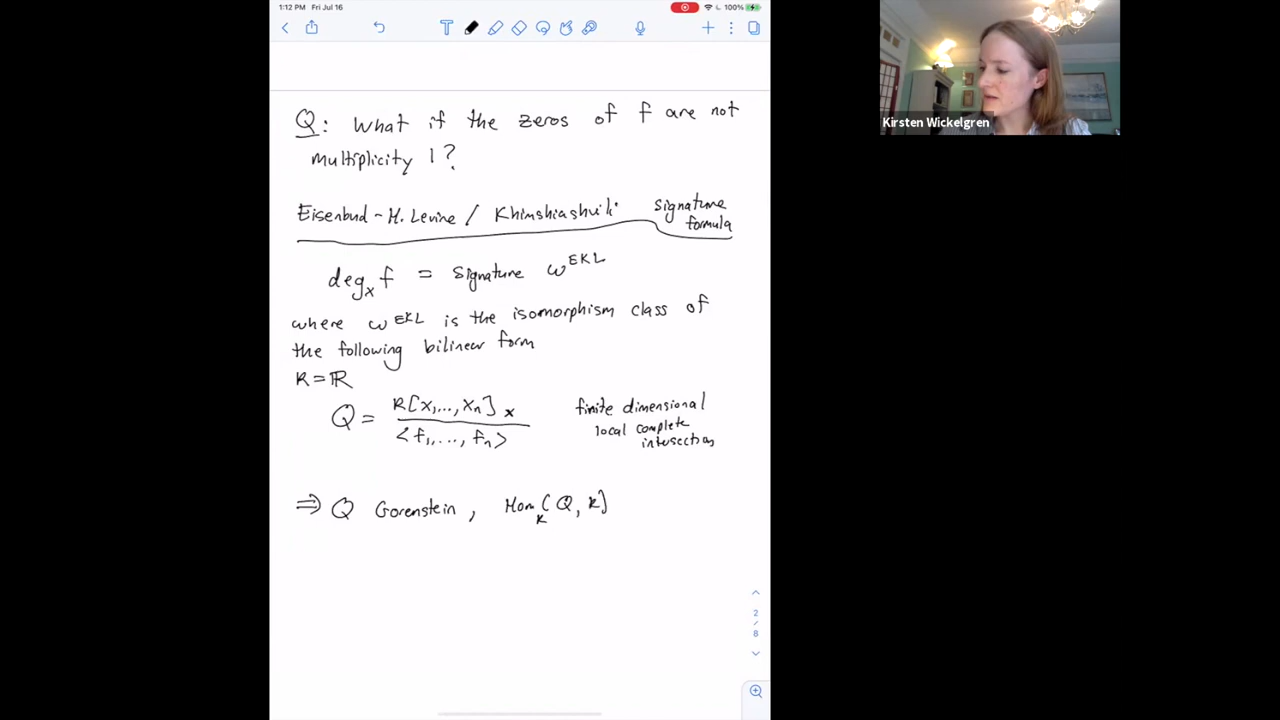 1:12 PM Fri Jul 16
100%
Q: What if the zeros of f are not
multiplicity 1?
Eisenbud-H. Levine / Khimshiashvili signature
formula
deg_x f = signature ω^EKL
where ω^EKL is the isomorphism class of
the following bilinear form
k = ℝ
Q = k[x_1,...,x_n]_x / <f_1,...,f_n>
finite dimensional
local complete
intersection
⇒ Q Gorenstein, Hom_k(Q, k)
2
/
8
Kirsten Wickelgren